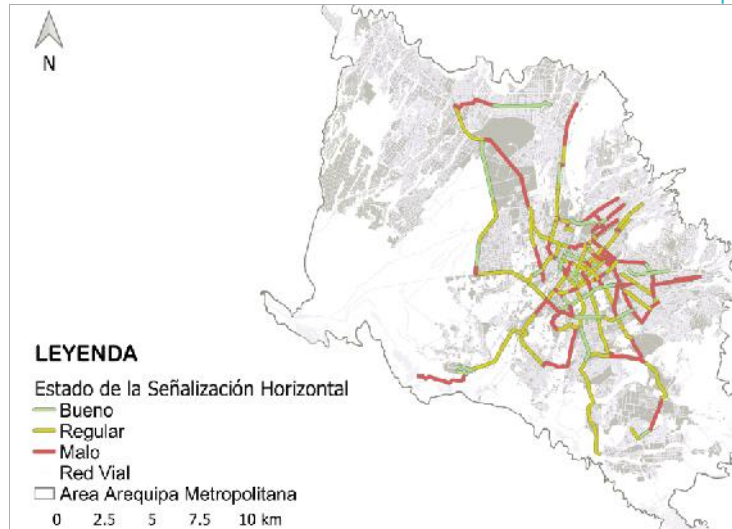 N
LEYENDA
Estado de la Señalización Horizontal
Bueno
Regular
Malo
Red Vial
Area Arequipa Metropolitana
0 2.5 5 7.5 10 km